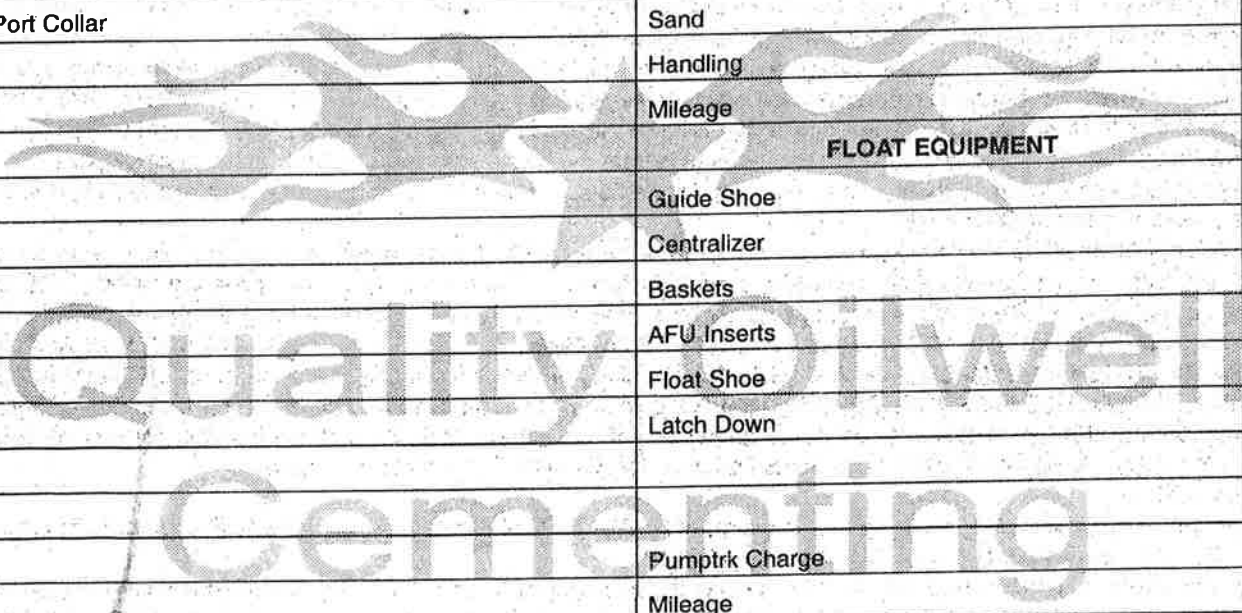 Port Collar
Sand
Handling
Mileage
FLOAT EQUIPMENT
Guide Shoe
Centralizer
Baskets
AFU Inserts
Float Shoe
Latch Down
Quality Oilwell
Cementing
Pumptrk Charge
Mileage